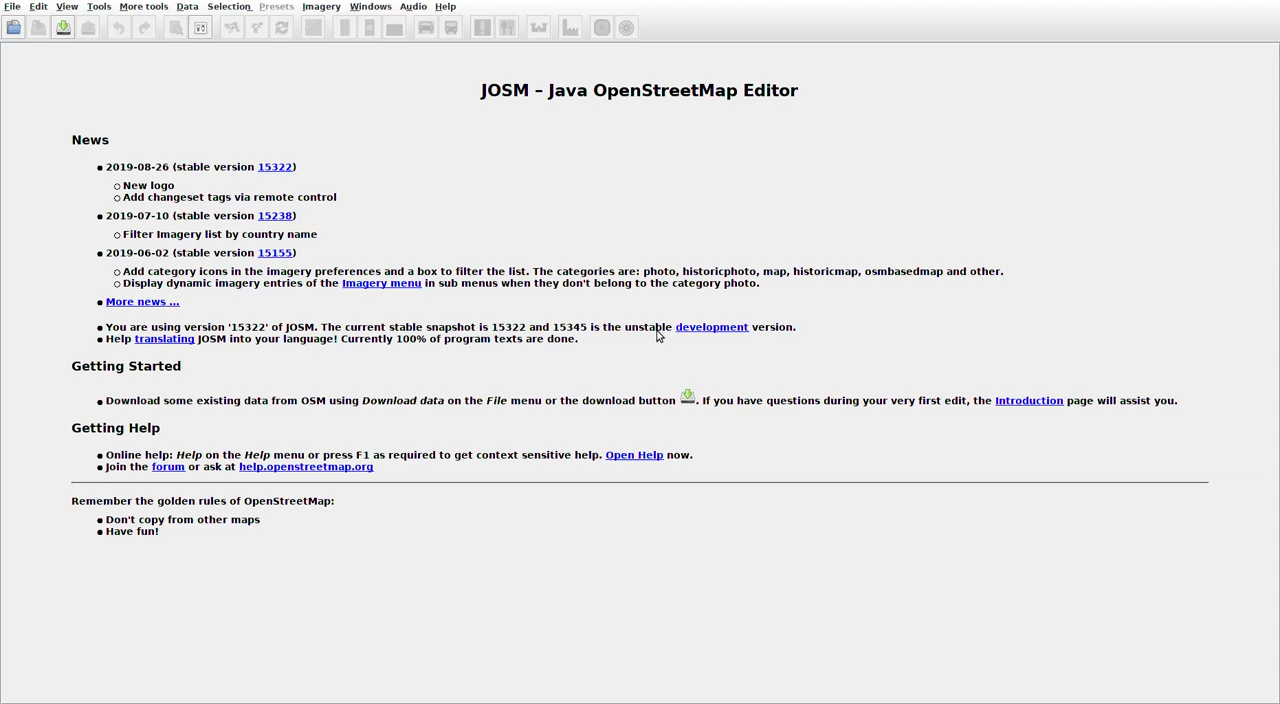 File Edit View Tools More tools Data Selection Presets Imagery Windows Audio Help
JOSM – Java OpenStreetMap Editor
News
2019-08-26 (stable version 15322)
New logo
Add changeset tags via remote control
2019-07-10 (stable version 15238)
Filter Imagery list by country name
2019-06-02 (stable version 15155)
Add category icons in the imagery preferences and a box to filter the list. The categories are: photo, historicphoto, map, historicmap, osmbasedmap and other.
Display dynamic imagery entries of the Imagery menu in sub menus when they don't belong to the category photo.
More news ...
You are using version '15322' of JOSM. The current stable snapshot is 15322 and 15345 is the unstable development version.
Help translating JOSM into your language! Currently 100% of program texts are done.
Getting Started
Download some existing data from OSM using Download data on the File menu or the download button . If you have questions during your very first edit, the Introduction page will assist you.
Getting Help
Online help: Help on the Help menu or press F1 as required to get context sensitive help. Open Help now.
Join the forum or ask at help.openstreetmap.org
Remember the golden rules of OpenStreetMap:
Don't copy from other maps
Have fun!